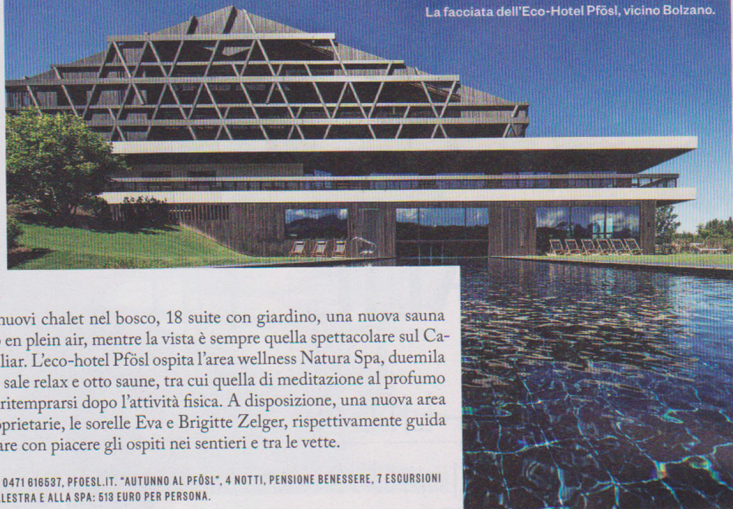 La facciata dell'Eco-Hotel Pfösl, vicino Bolzano.
nuovi chalet nel bosco, 18 suite con giardino, una nuova sauna
en plein air, mentre la vista è sempre quella spettacolare sul Ca-
liar. L'eco-hotel Pfösl ospita l'area wellness Natura Spa, duemila
sale relax e otto saune, tra cui quella di meditazione al profumo
ritemprarsi dopo l'attività fisica. A disposizione, una nuova area
oprietarie, le sorelle Eva e Brigitte Zelger, rispettivamente guida
are con piacere gli ospiti nei sentieri e tra le vette.
0471 616537, PFOESL.IT. "AUTUNNO AL PFÖSL", 4 NOTTI, PENSIONE BENESSERE, 7 ESCURSIONI
LESTRA E ALLA SPA: 513 EURO PER PERSONA.